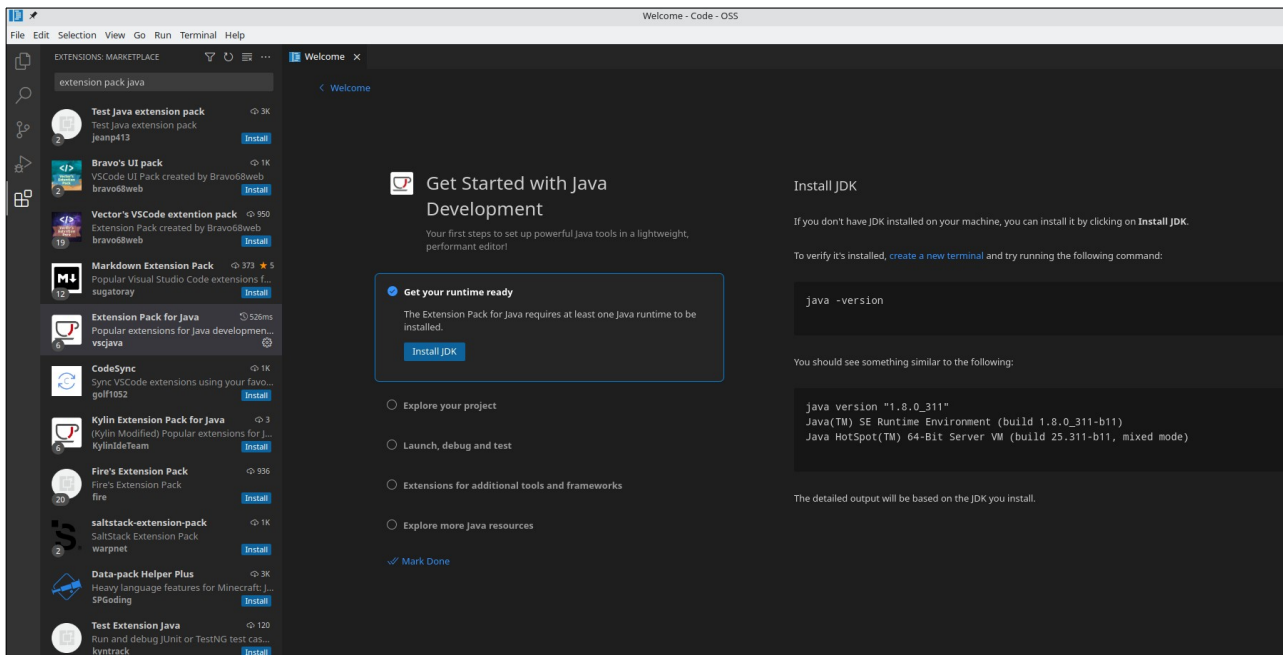 Welcome - Code - OSS
File Edit Selection View Go Run Terminal Help
EXTENSIONS: MARKETPLACE
extension pack java
Test Java extension pack 3K
Test Java extension pack
2 jeanp413 Install
Bravo's UI pack 1K
VSCode UI Pack created by Bravo68web
2 bravo68web Install
Vector's VSCode extention pack 950
Extension Pack created by Bravo68web
19 bravo68web Install
Markdown Extension Pack 373 ★ 5
Popular Visual Studio Code extensions f...
12 sugatoray Install
Extension Pack for Java 526ms
Popular extensions for Java developmen...
6 vscjava
CodeSync 1K
Sync VSCode extensions using your favo...
golf1052 Install
Kylin Extension Pack for Java 3
(Kylin Modified) Popular extensions for J...
6 KylinIdeTeam Install
Fire's Extension Pack 936
Fire's Extension Pack
20 fire Install
saltstack-extension-pack 1K
SaltStack Extension Pack
2 warpnet Install
Data-pack Helper Plus 3K
Heavy language features for Minecraft: J...
SPGoding Install
Test Extension Java 120
Run and debug JUnit or TestNG test cas...
kyntrack Install
Welcome ×
< Welcome
Get Started with Java
Development
Your first steps to set up powerful Java tools in a lightweight,
performant editor!
Get your runtime ready
The Extension Pack for Java requires at least one Java runtime to be
installed.
Install JDK
Explore your project
Launch, debug and test
Extensions for additional tools and frameworks
Explore more Java resources
Mark Done
Install JDK
If you don't have JDK installed on your machine, you can install it by clicking on Install JDK.
To verify it's installed, create a new terminal and try running the following command:
java -version
You should see something similar to the following:
java version "1.8.0_311"
Java(TM) SE Runtime Environment (build 1.8.0_311-b11)
Java HotSpot(TM) 64-Bit Server VM (build 25.311-b11, mixed mode)
The detailed output will be based on the JDK you install.